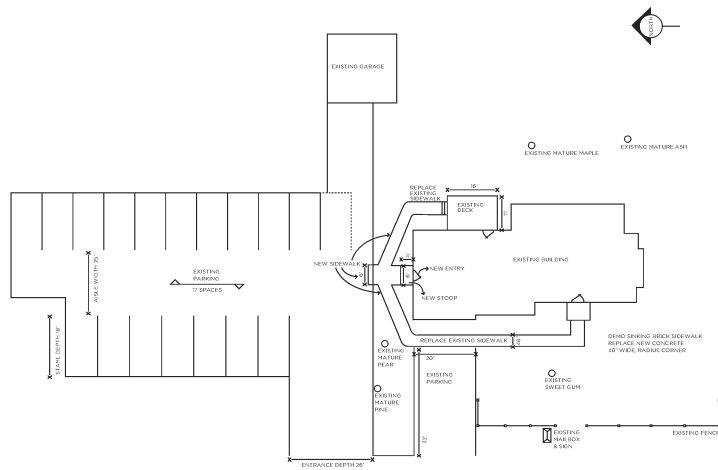 NORTH
EXISTING GARAGE
EXISTING MATURE MAPLE
EXISTING MATURE ASH
REPLACE
EXISTING
SIDEWALK
16'
EXISTING
DECK
11'
NEW SIDEWALK
6'
NEW ENTRY
NEW STOOP
EXISTING BUILDING
AISLE WIDTH 25'
EXISTING
PARKING
17 SPACES
STAHL DEPTH 18'
REPLACE EXISTING SIDEWALK
48"
DEMO SINKING BRICK SIDEWALK
REPLACE NEW CONCRETE
48" WIDE, RADIUS CORNER
EXISTING
MATURE
PEAR
20'
EXISTING
PARKING
EXISTING
SWEET GUM
EXISTING
MATURE
PINE
EXISTING
MAILBOX
& SIGN
EXISTING FENCE
ENTRANCE DEPTH 26'